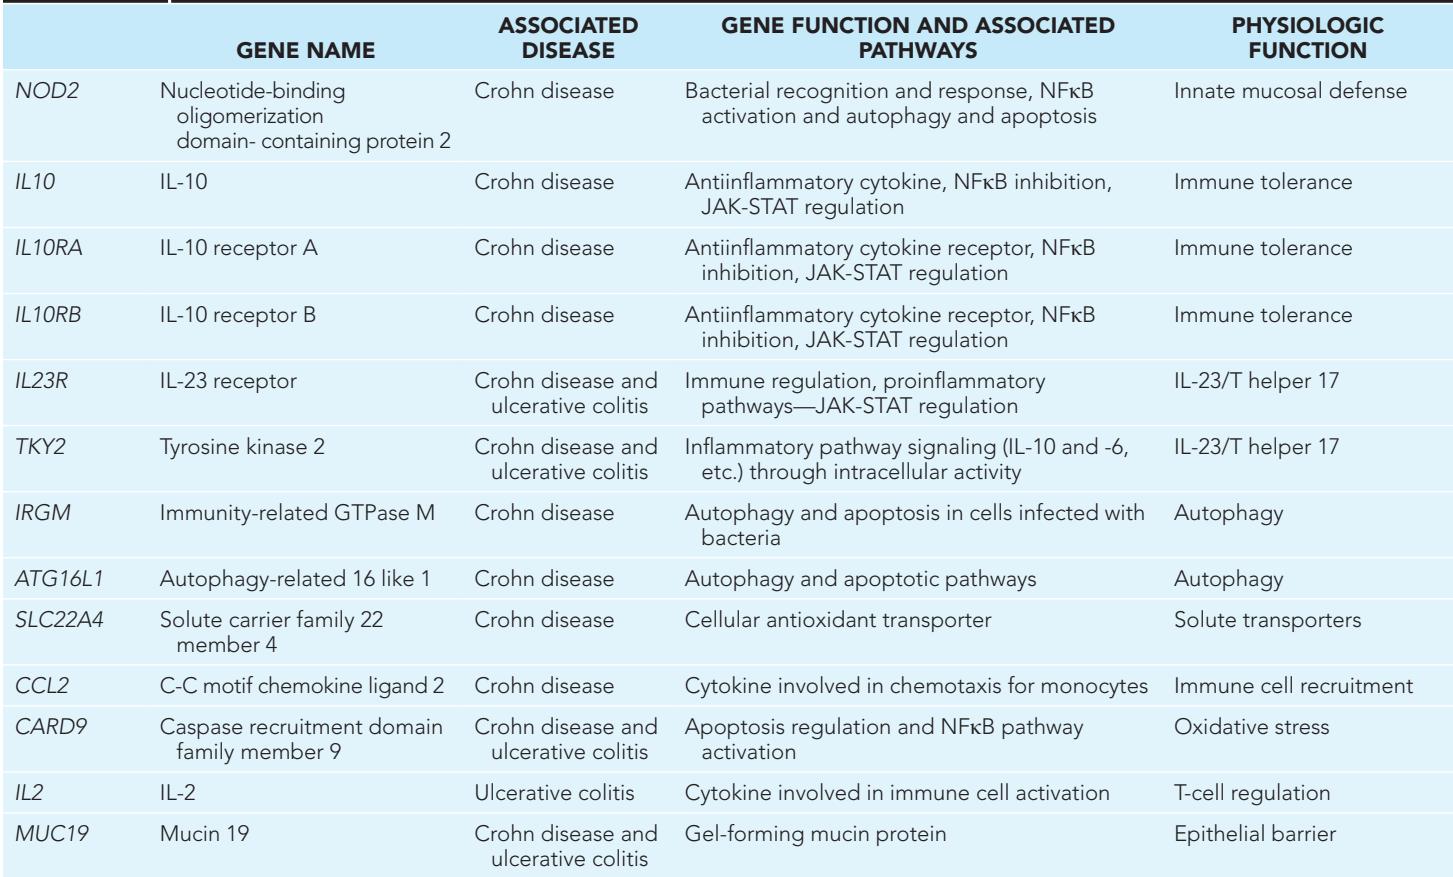 GENE NAME
ASSOCIATED
DISEASE
GENE FUNCTION AND ASSOCIATED
PATHWAYS
PHYSIOLOGIC
FUNCTION
NOD2
Nucleotide-binding
oligomerization
domain- containing protein 2
Crohn disease
Bacterial recognition and response, NFκB
activation and autophagy and apoptosis
Innate mucosal defense
IL10
IL-10
Crohn disease
Antiinflammatory cytokine, NFκB inhibition,
JAK-STAT regulation
Immune tolerance
IL10RA
IL-10 receptor A
Crohn disease
Antiinflammatory cytokine receptor, NFκB
inhibition, JAK-STAT regulation
Immune tolerance
IL10RB
IL-10 receptor B
Crohn disease
Antiinflammatory cytokine receptor, NFκB
inhibition, JAK-STAT regulation
Immune tolerance
IL23R
IL-23 receptor
Crohn disease and
ulcerative colitis
Immune regulation, proinflammatory
pathways—JAK-STAT regulation
IL-23/T helper 17
TKY2
Tyrosine kinase 2
Crohn disease and
ulcerative colitis
Inflammatory pathway signaling (IL-10 and -6,
etc.) through intracellular activity
IL-23/T helper 17
IRGM
Immunity-related GTPase M
Crohn disease
Autophagy and apoptosis in cells infected with
bacteria
Autophagy
ATG16L1
Autophagy-related 16 like 1
Crohn disease
Autophagy and apoptotic pathways
Autophagy
SLC22A4
Solute carrier family 22
member 4
Crohn disease
Cellular antioxidant transporter
Solute transporters
CCL2
C-C motif chemokine ligand 2
Crohn disease
Cytokine involved in chemotaxis for monocytes
Immune cell recruitment
CARD9
Caspase recruitment domain
family member 9
Crohn disease and
ulcerative colitis
Apoptosis regulation and NFκB pathway
activation
Oxidative stress
IL2
IL-2
Ulcerative colitis
Cytokine involved in immune cell activation
T-cell regulation
MUC19
Mucin 19
Crohn disease and
ulcerative colitis
Gel-forming mucin protein
Epithelial barrier